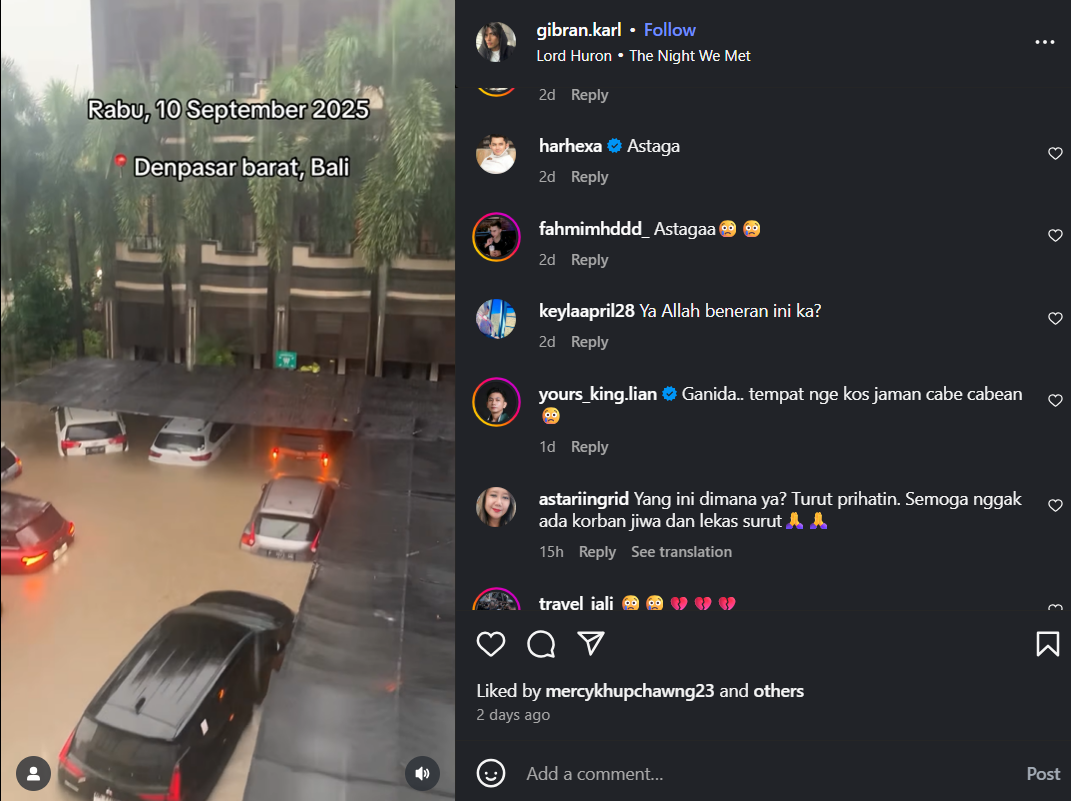 Rabu, 10 September 2025
📍 Denpasar barat, Bali
gibran.karl • Follow
Lord Huron • The Night We Met
2d Reply
harhexa Astaga
2d Reply
fahmimhddd_ Astagaa😨 😨
2d Reply
keylaapril28 Ya Allah beneran ini ka?
2d Reply
yours_king.lian Ganida.. tempat nge kos jaman cabe cabean
😨
1d Reply
astariingrid Yang ini dimana ya? Turut prihatin. Semoga nggak
ada korban jiwa dan lekas surut🙏 🙏
15h Reply See translation
travel_iali 😨 😨 💔 💔 💔
Liked by mercykhupchawng23 and others
2 days ago
Add a comment...
Post